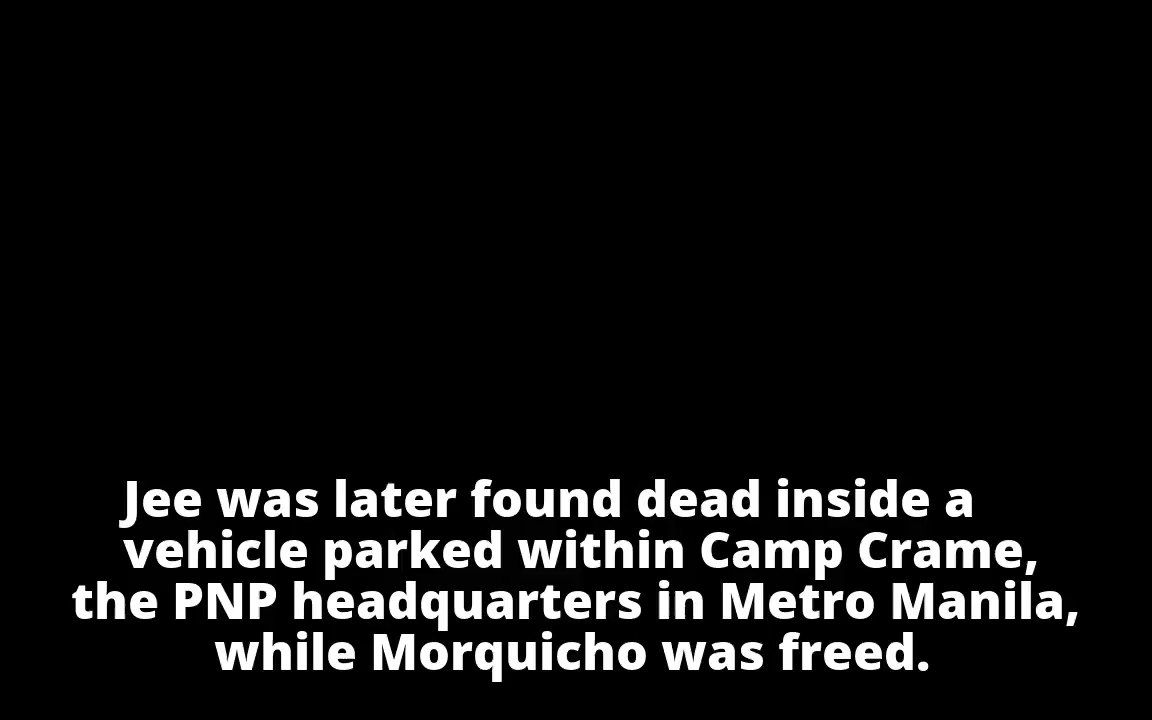 Jee was later found dead inside a
vehicle parked within Camp Crame,
the PNP headquarters in Metro Manila,
while Morquicho was freed.